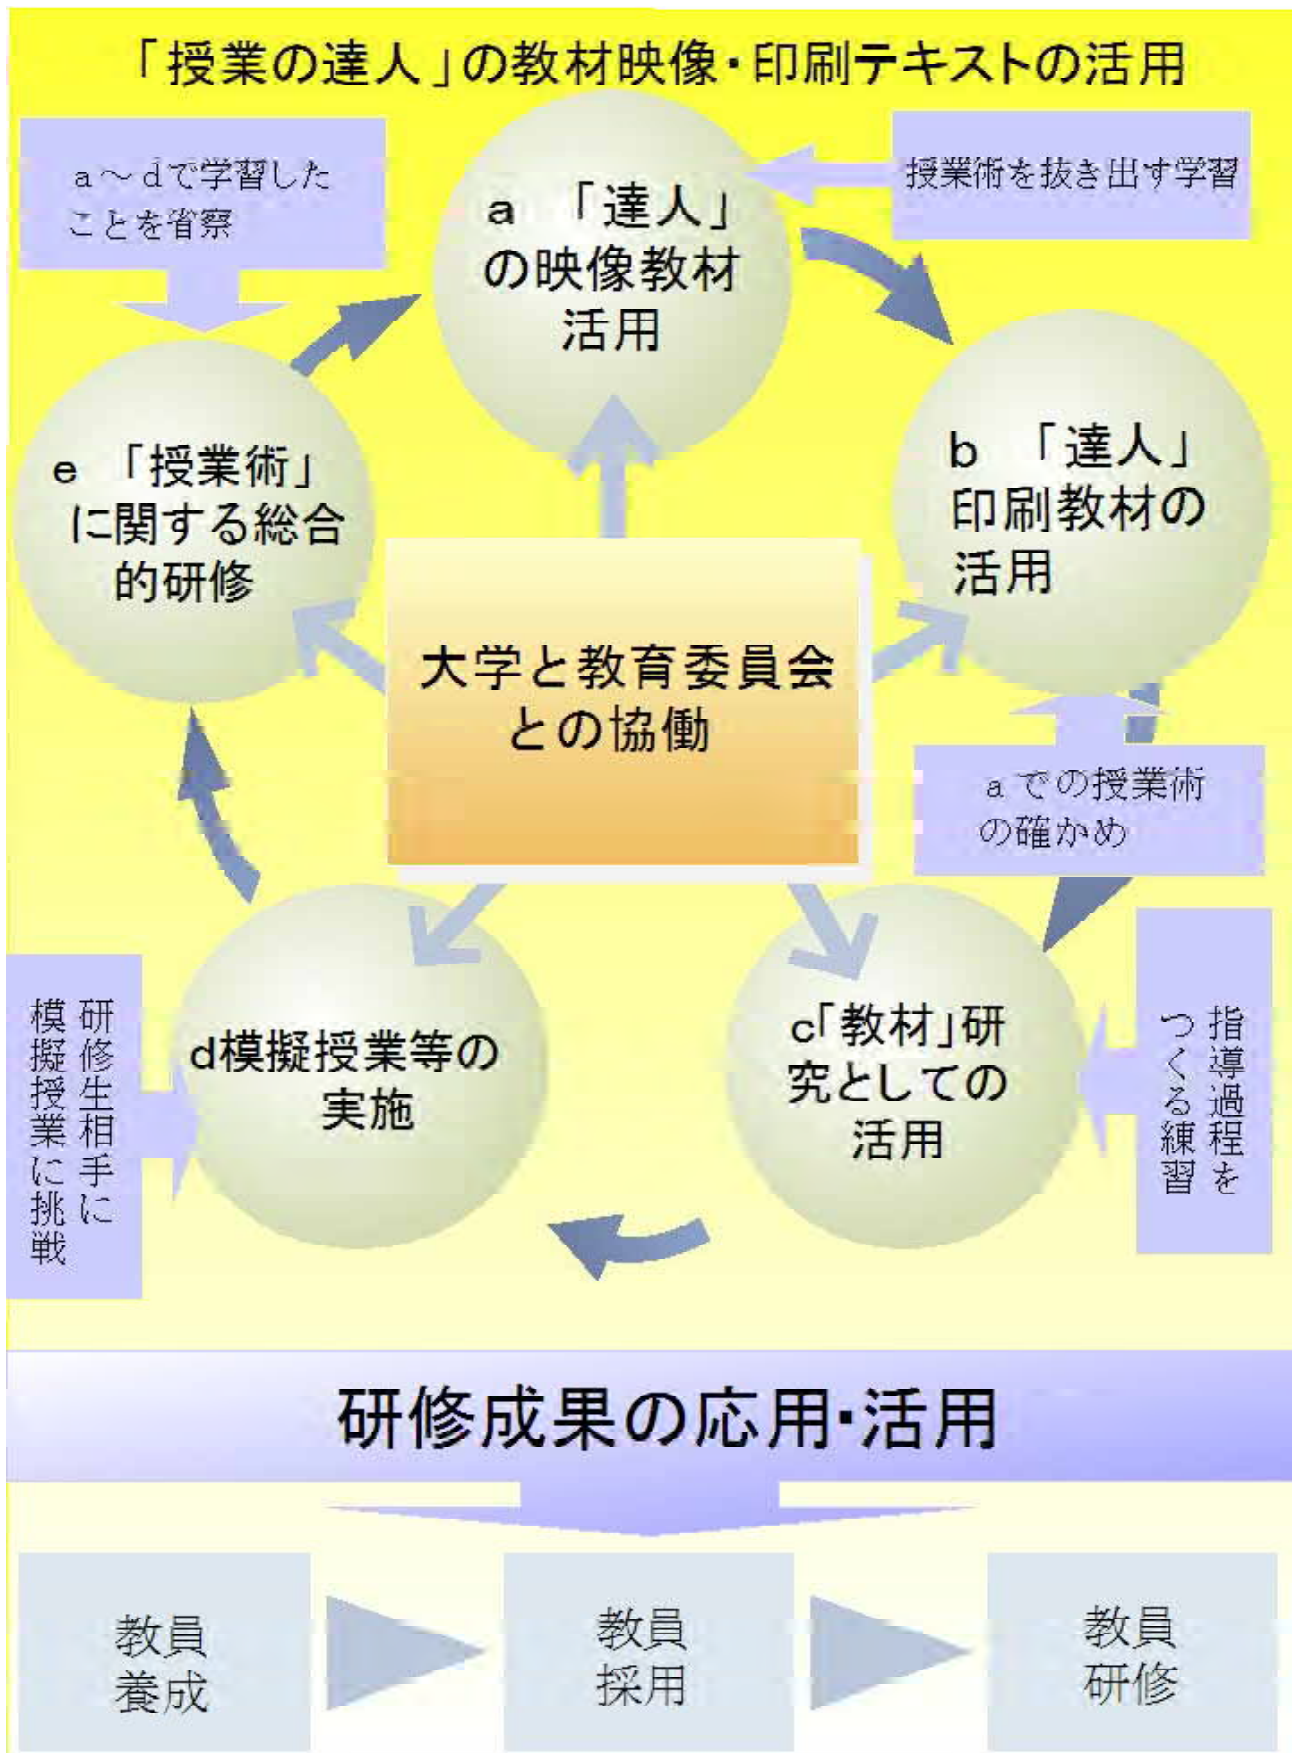 「授業の達人」の教材映像・印刷テキストの活用
a～dで学習した
ことを省察
授業術を抜き出す学習
a 「達人」
の映像教材
活用
b 「達人」
印刷教材の
活用
e 「授業術」
に関する総合
的研修
大学と教育委員会
との協働
aでの授業術
の確かめ
c「教材」研
究としての
活用
指導過程を
つくる練習
d模擬授業等の
実施
研修生相手に
模擬授業に挑戦
研修成果の応用・活用
教員
養成
教員
採用
教員
研修